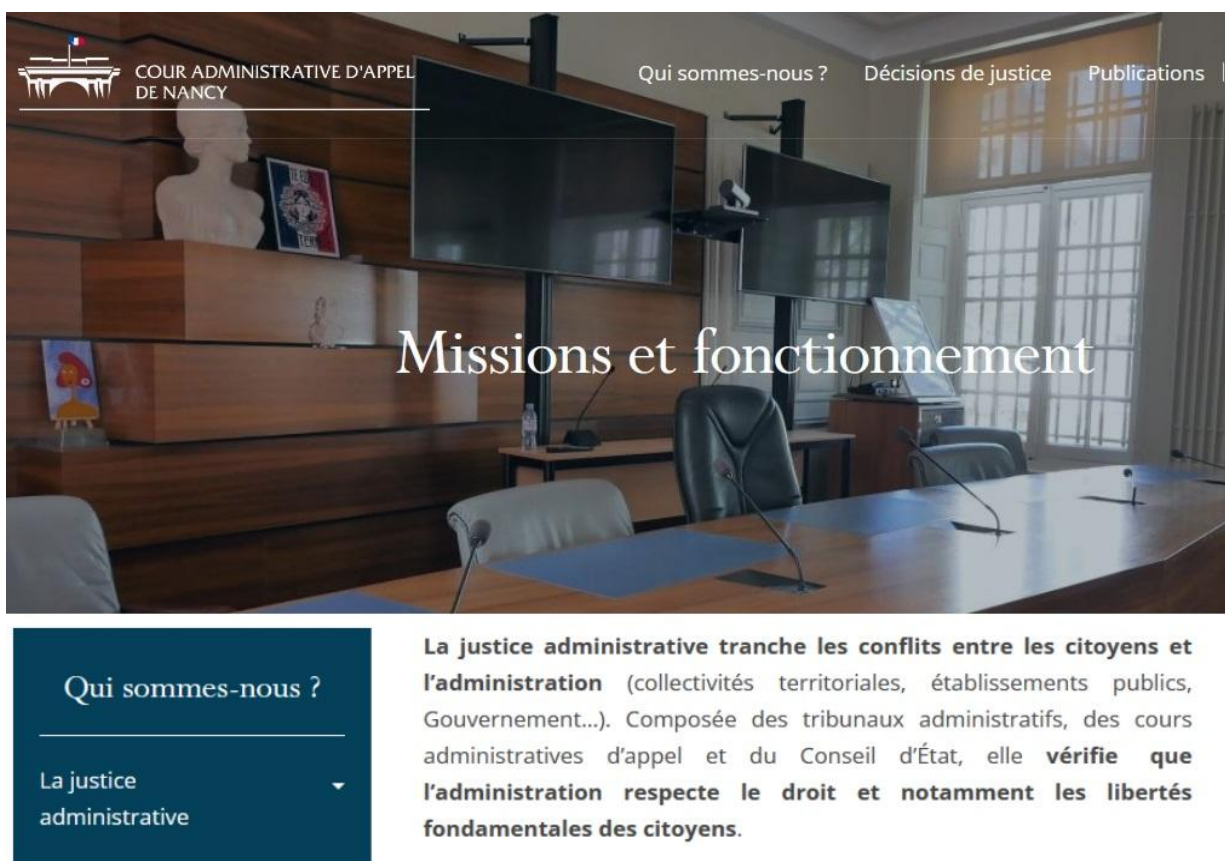 COUR ADMINISTRATIVE D'APPEL
DE NANCY
Qui sommes-nous ? Décisions de justice Publications
Missions et fonctionnement
Qui sommes-nous ?
La justice
administrative
La justice administrative tranche les conflits entre les citoyens et
l'administration (collectivités territoriales, établissements publics,
Gouvernement...). Composée des tribunaux administratifs, des cours
administratives d'appel et du Conseil d'État, elle vérifie que
l'administration respecte le droit et notamment les libertés
fondamentales des citoyens.